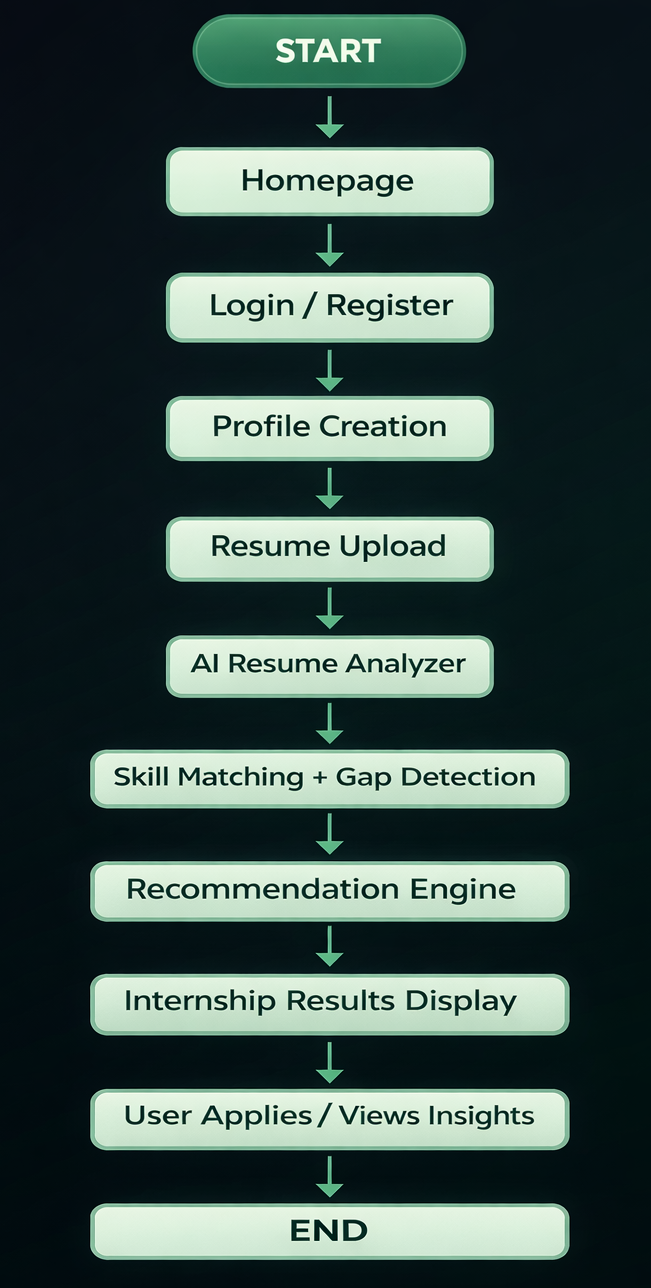 START
Homepage
Login / Register
Profile Creation
Resume Upload
AI Resume Analyzer
Skill Matching + Gap Detection
Recommendation Engine
Internship Results Display
User Applies / Views Insights
END